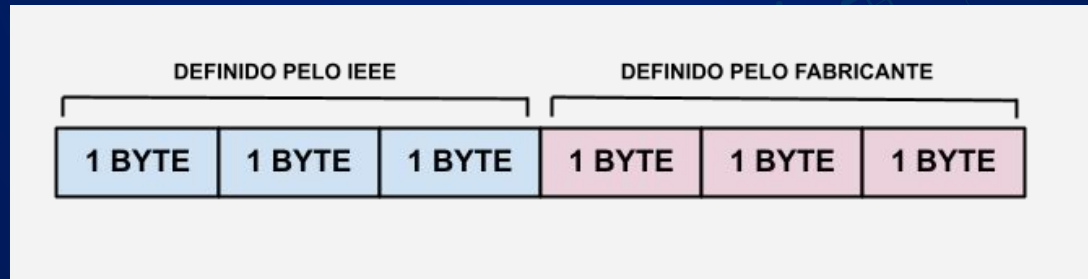 DEFINIDO PELO IEEE DEFINIDO PELO FABRICANTE
1 BYTE 1 BYTE 1 BYTE 1 BYTE 1 BYTE 1 BYTE